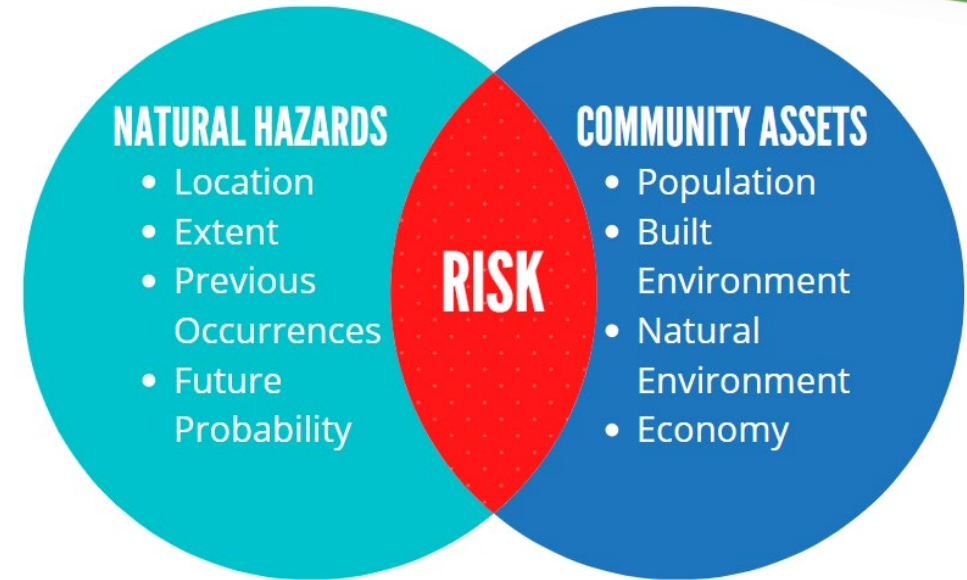 NATURAL HAZARDS
• Location
• Extent
• Previous
Occurrences
• Future
Probability
RISK
COMMUNITY ASSETS
• Population
• Built
Environment
• Natural
Environment
• Economy